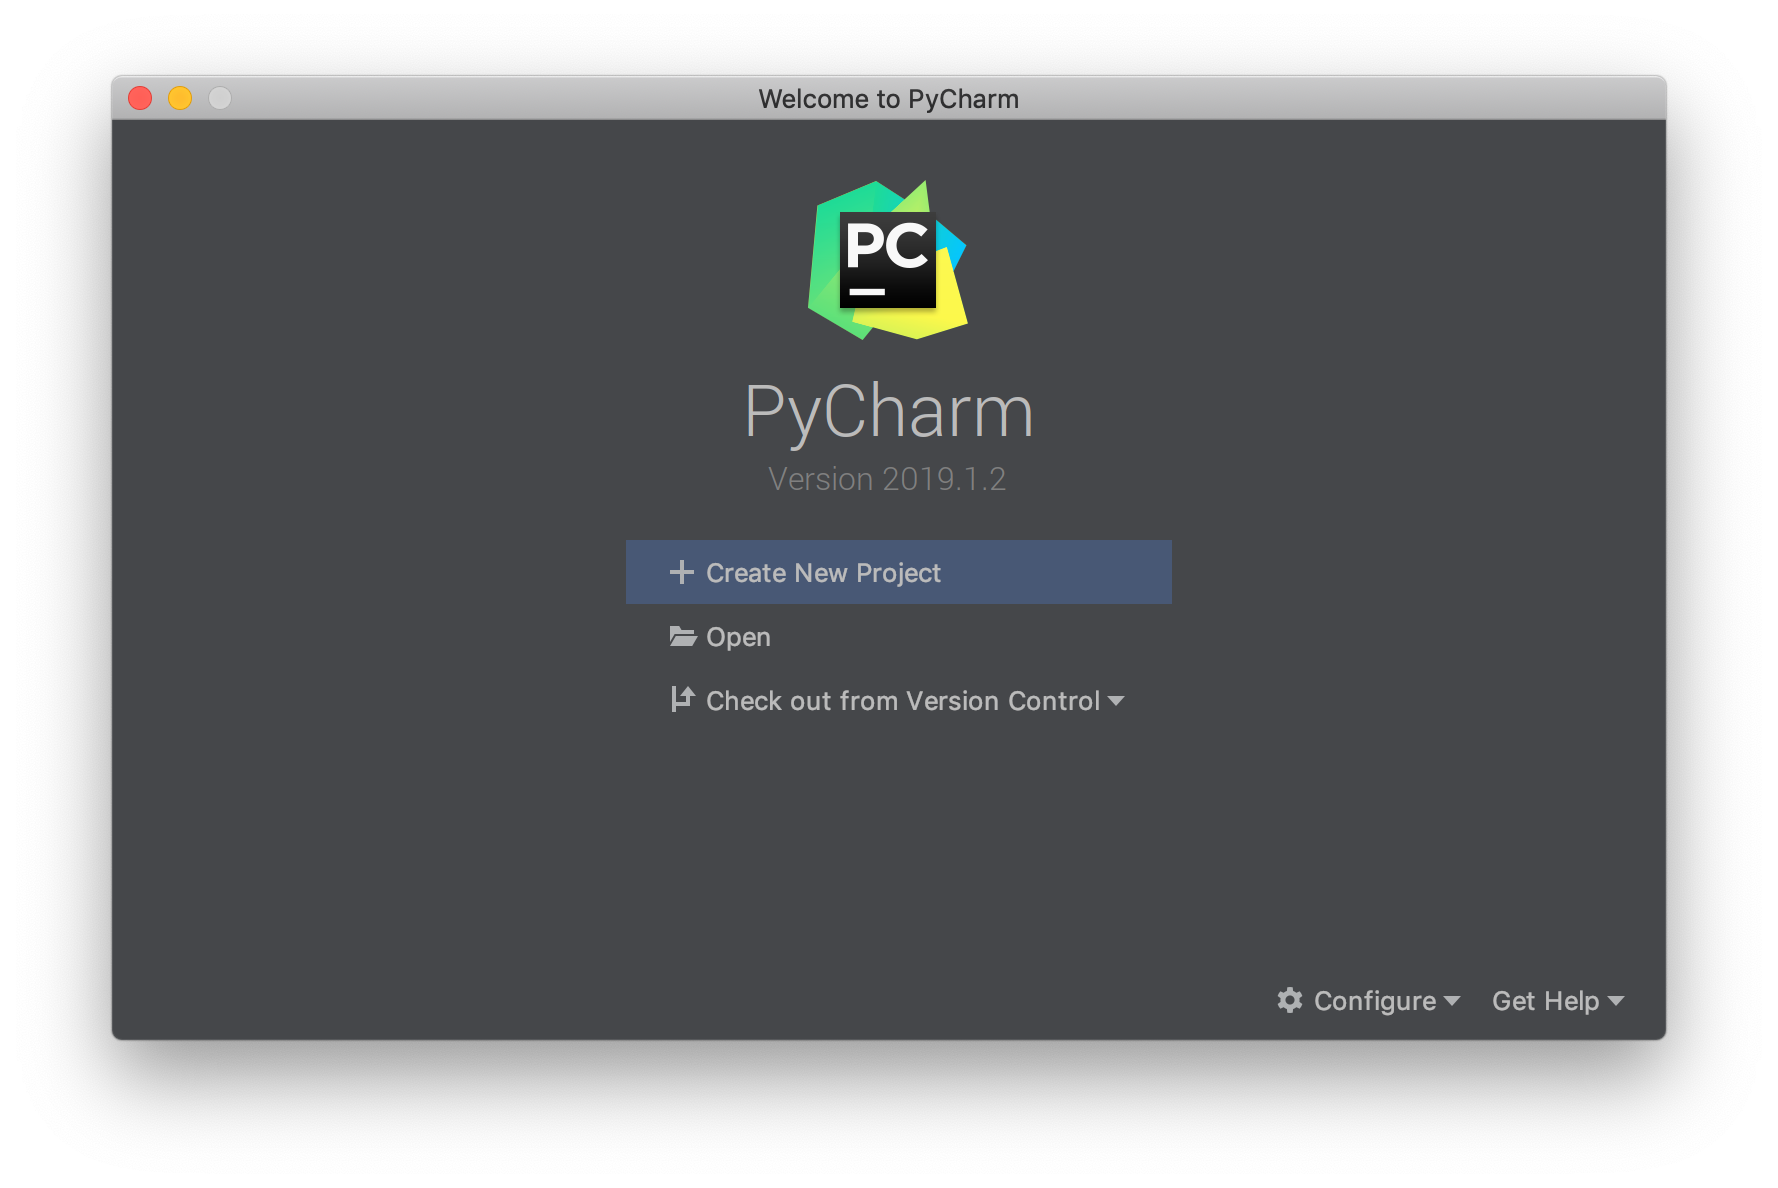 Welcome to PyCharm
PC
PyCharm
Version 2019.1.2
Create New Project
Open
Check out from Version Control
Configure
Get Help